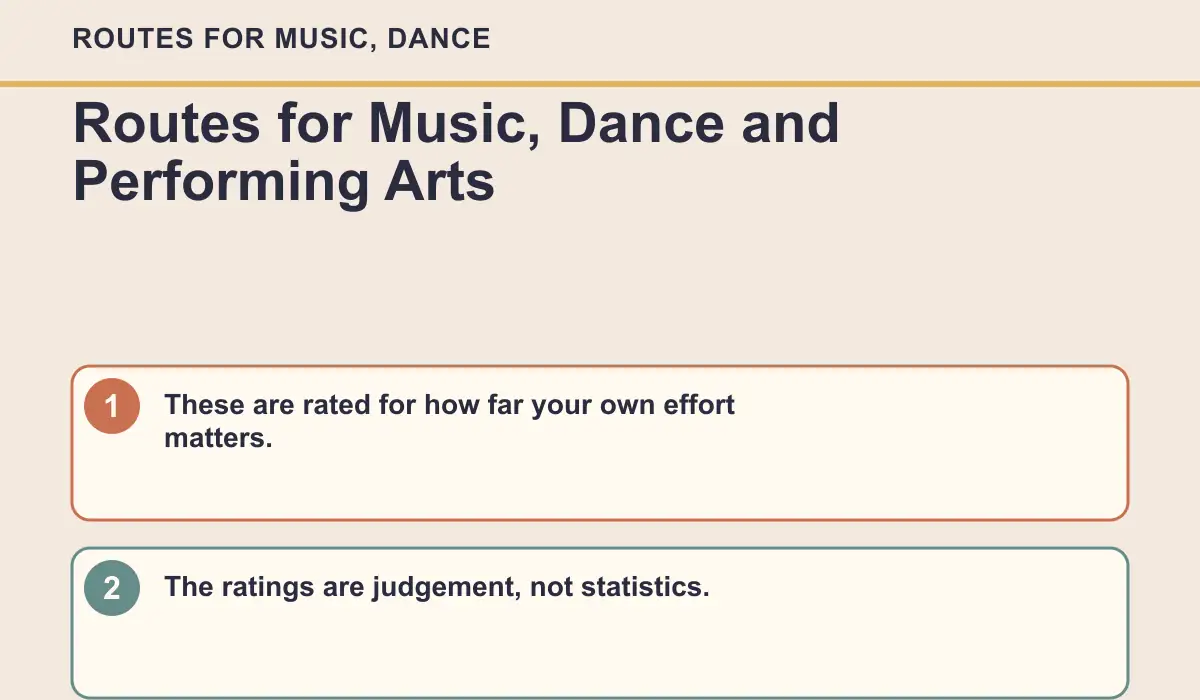 ROUTES FOR MUSIC, DANCE
Routes for Music, Dance and
Performing Arts
1
These are rated for how far your own effort
matters.
2
The ratings are judgement, not statistics.